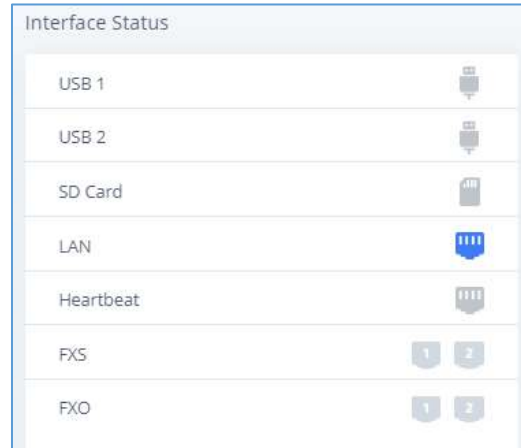 Interface Status
USB 1
USB 2
SD Card
LAN
Heartbeat
FXS 1 2
FXO 1 2